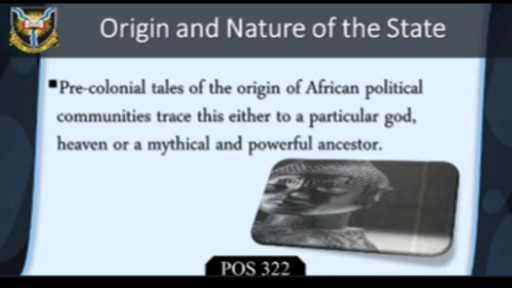 Origin and Nature of the State
Pre-colonial tales of the origin of African political
communities trace this either to a particular god,
heaven or a mythical and powerful ancestor.
POS 322